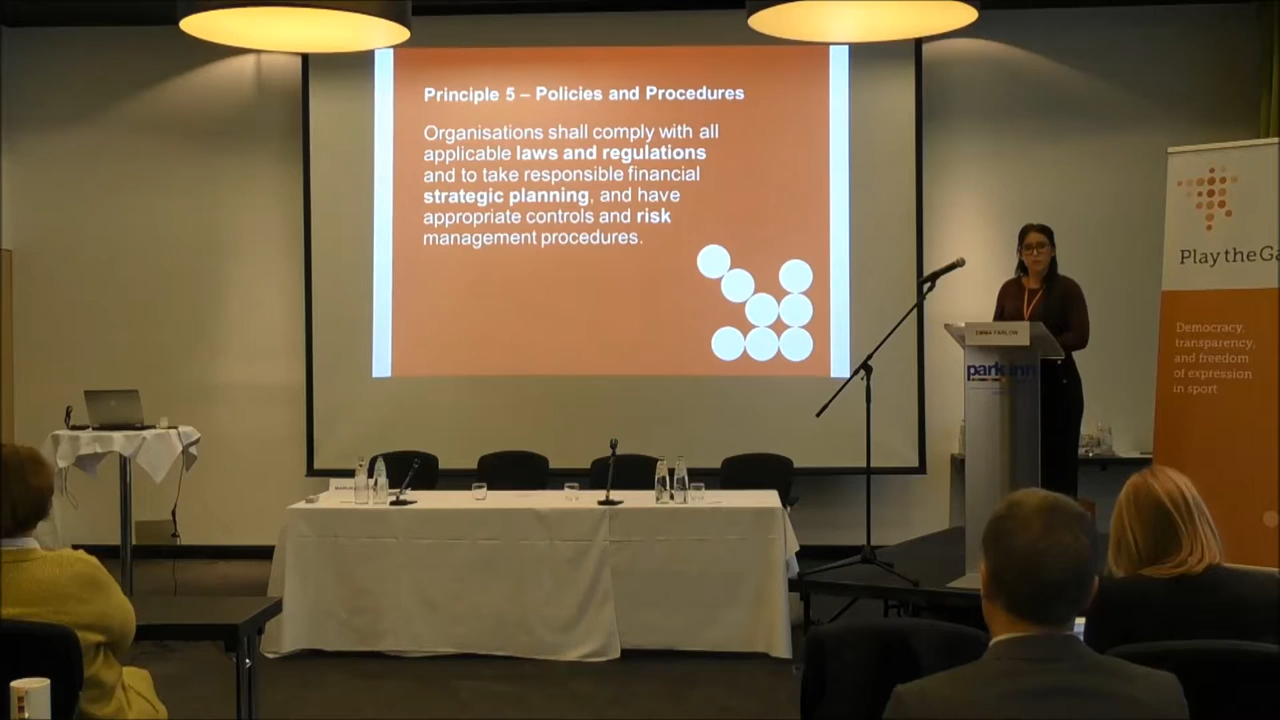 Principle 5 – Policies and Procedures
Organisations shall comply with all
applicable laws and regulations
and to take responsible financial
strategic planning, and have
appropriate controls and risk
management procedures.
EMMA FARLOW
park inn
Play the Ga
Democracy,
transparency,
and freedom
of expression
in sport